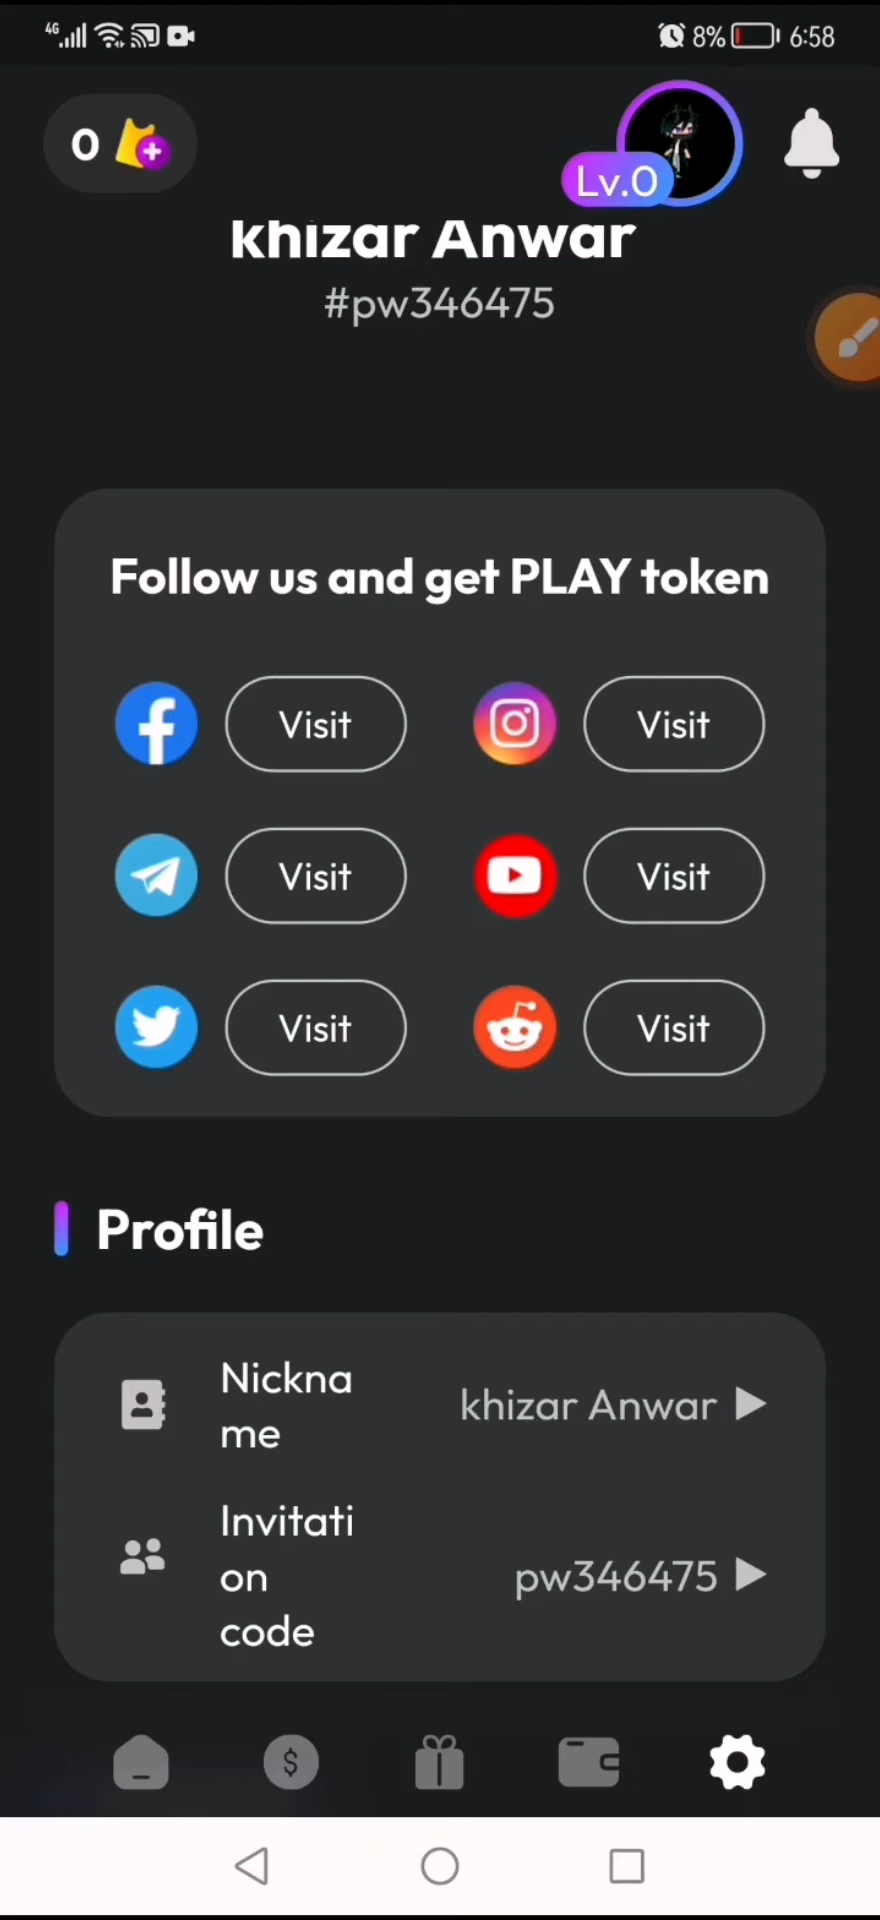 4G 8% 6:58
0
Lv.0
khizar Anwar
#pw346475
Follow us and get PLAY token
Visit Visit
Visit Visit
Visit Visit
Profile
Nickna
me
khizar Anwar
Invitati
on
code
pw346475